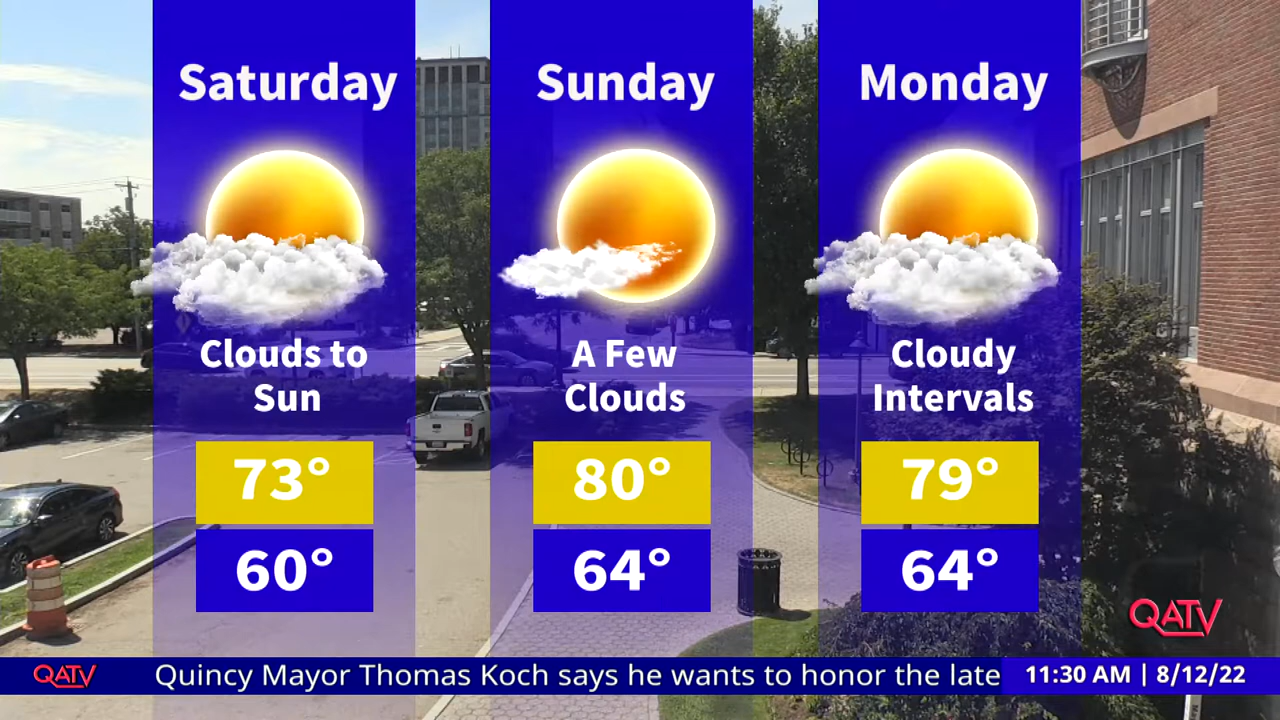 Saturday
Sunday
Monday
Clouds to
Sun
A Few
Clouds
Cloudy
Intervals
73°
80°
79°
60°
64°
64°
QATV
QATV
Quincy Mayor Thomas Koch says he wants to honor the late
11:30 AM | 8/12/22